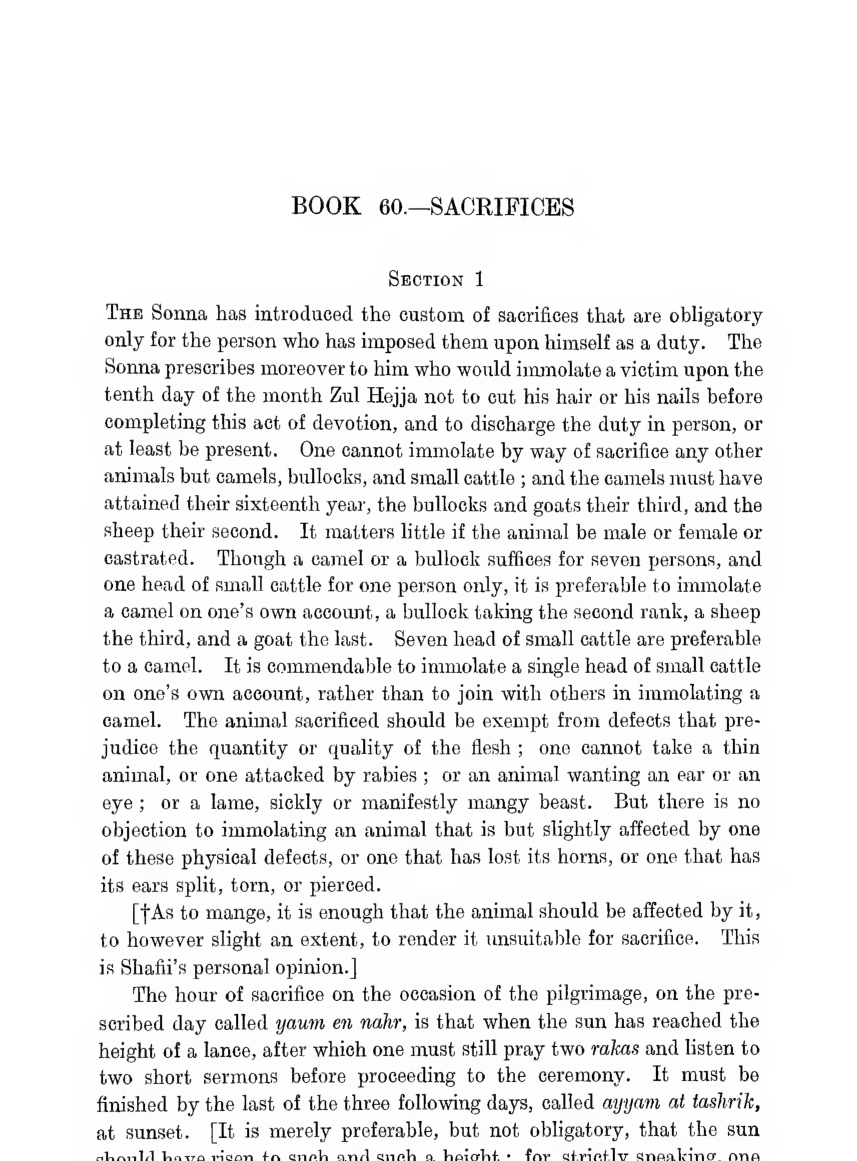 BOOK 60.—SACRIFICES
Section 1
The Sonna has introduced the custom of sacrifices that are obligatory
only for the person who has imposed them upon himself as a duty. The
Sonna prescribes moreover to him who would immolate a victim upon the
tenth day of the month Zul Hejja not to cut his hair or his nails before
completing this act of devotion, and to discharge the duty in person, or
at least be present. One cannot immolate by way of sacrifice any other
animals but camels, bullocks, and small cattle ; and the camels must have
attained their sixteenth year, the bullocks and goats their third, and the
sheep their second. It matters little if the animal be male or female or
castrated. Though a camel or a bullock suffices for seven persons, and
one head of small cattle for one person only, it is preferable to immolate
a camel on one's own account, a bullock taking the second rank, a sheep
the third, and a goat the last. Seven head of small cattle are preferable
to a camel. It is commendable to immolate a single head of small cattle
on one's own account, rather than to join with others in immolating a
camel. The animal sacrificed should be exempt from defects that pre-
judice the quantity or quality of the flesh ; one cannot take a thin
animal, or one attacked by rabies ; or an animal wanting an ear or an
eye ; or a lame, sickly or manifestly mangy beast. But there is no
objection to immolating an animal that is but slightly affected by one
of these physical defects, or one that has lost its horns, or one that has
its ears split, torn, or pierced.
[†As to mange, it is enough that the animal should be affected by it,
to however slight an extent, to render it unsuitable for sacrifice. This
is Shafii's personal opinion.]
The hour of sacrifice on the occasion of the pilgrimage, on the pre-
scribed day called yaum en nahr, is that when the sun has reached the
height of a lance, after which one must still pray two rakas and listen to
two short sermons before proceeding to the ceremony. It must be
finished by the last of the three following days, called ayyam at tashrik,
at sunset. [It is merely preferable, but not obligatory, that the sun
should have risen to such and such a height ; for, strictly speaking, one